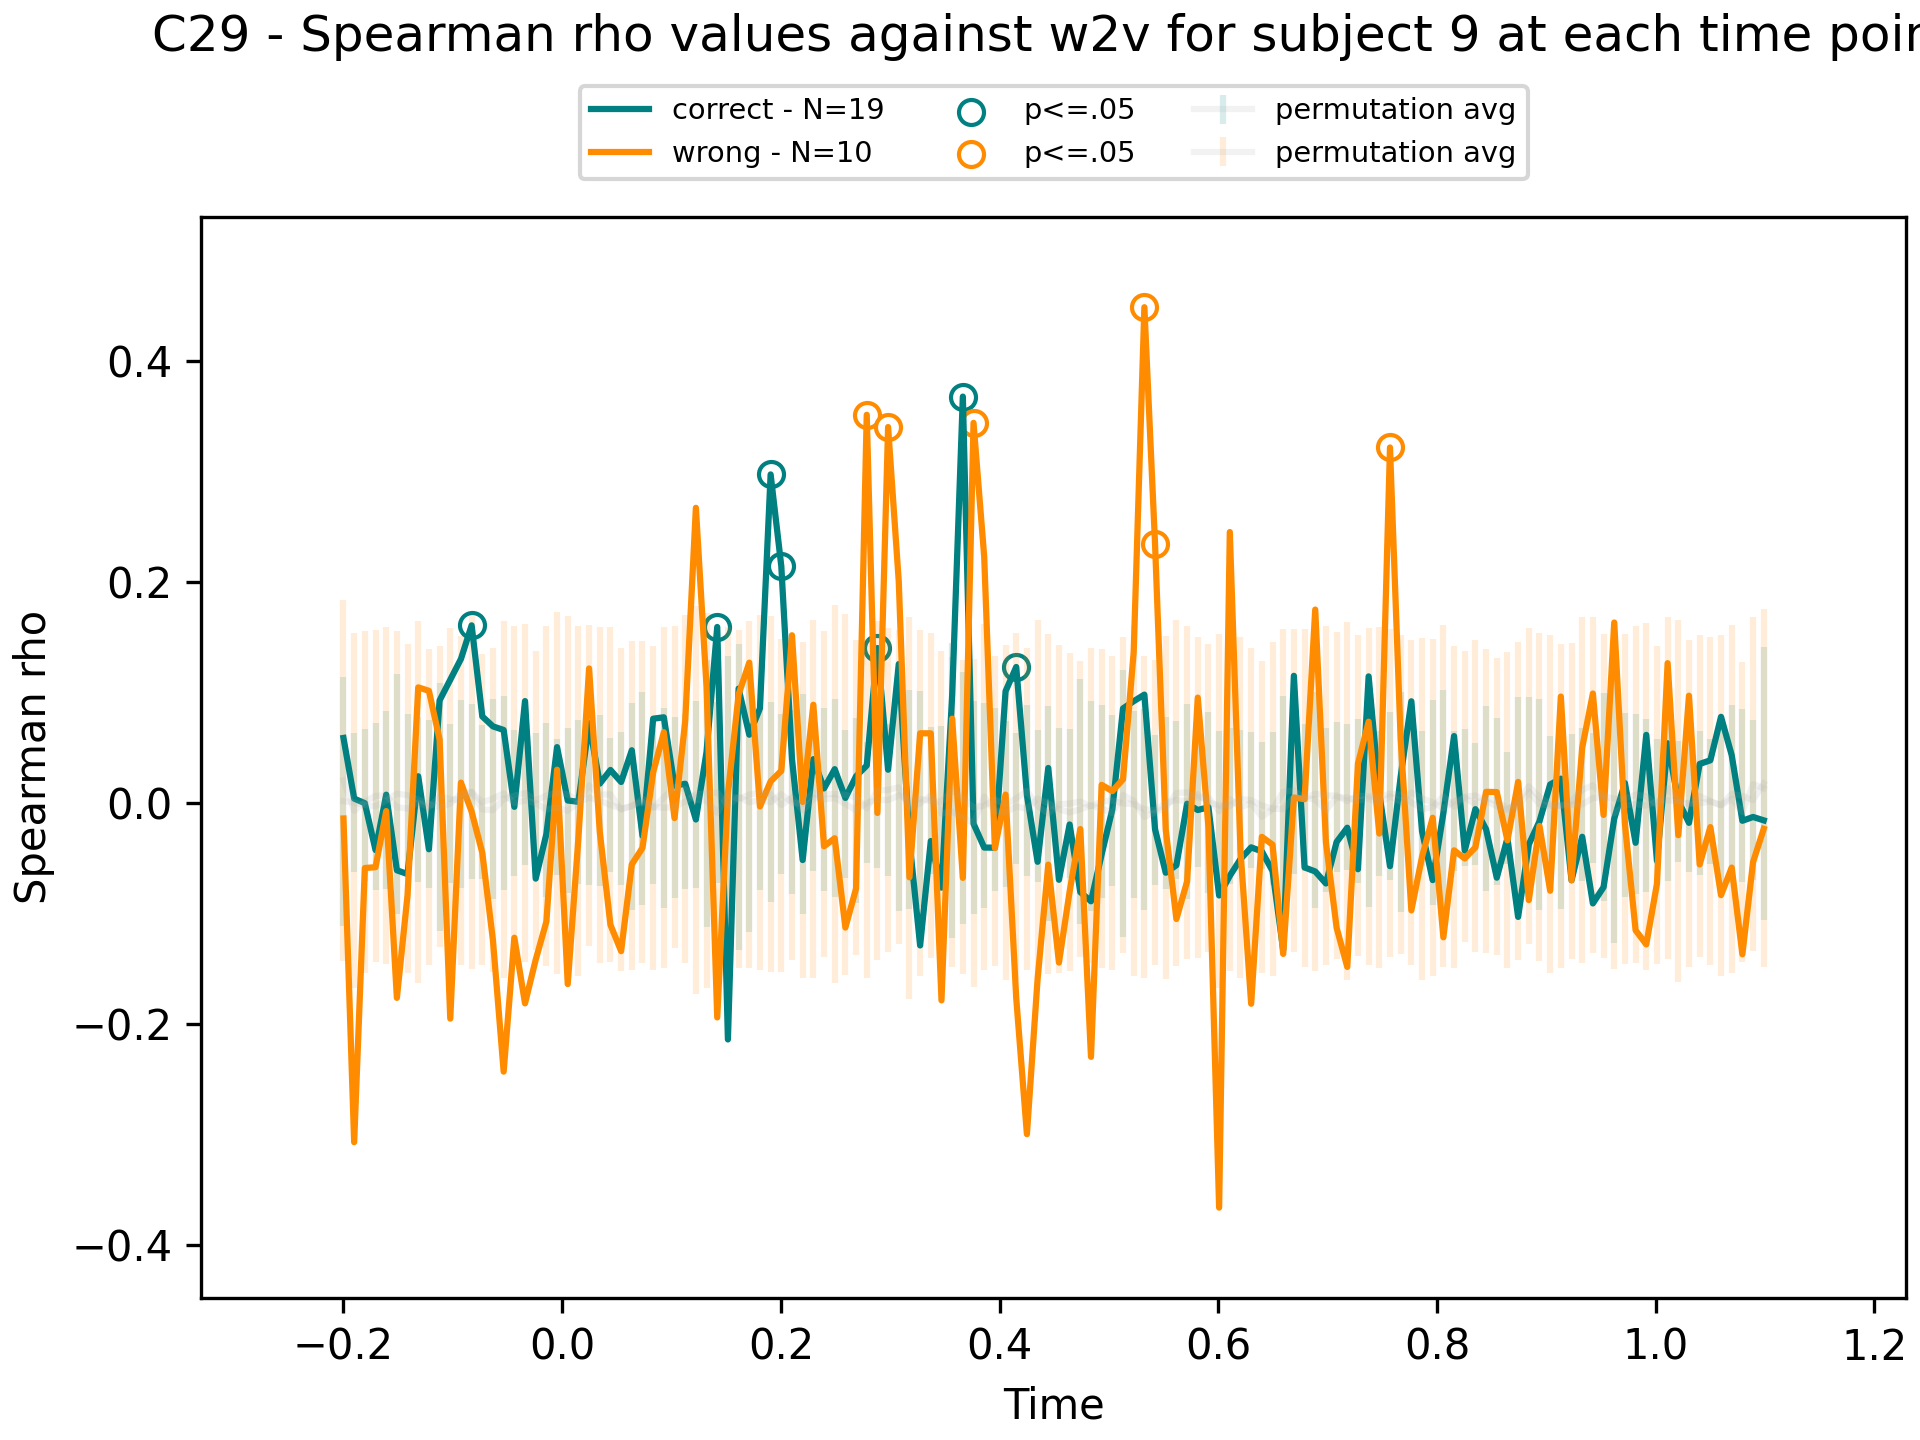 C29 - Spearman rho values against w2v for subject 9 at each time poin
correct - N=19
wrong - N=10
p<=.05
p<=.05
permutation avg
permutation avg
Spearman rho
0.4
0.2
0.0
−0.2
−0.4
−0.2 0.0 0.2 0.4 0.6 0.8 1.0 1.2
Time